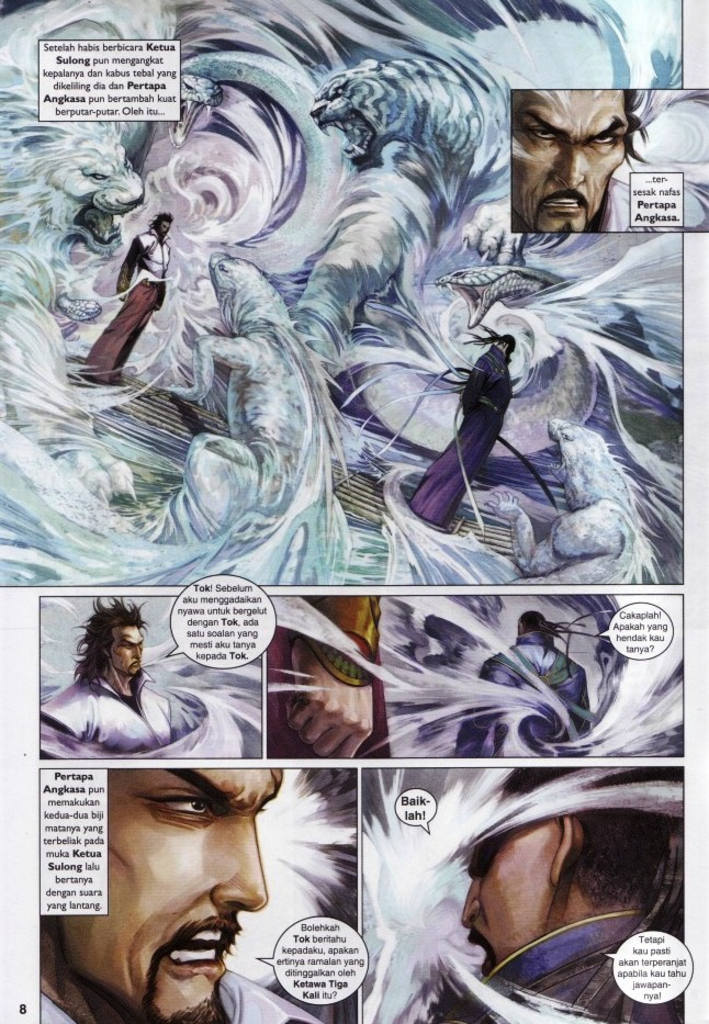 Setelah habis berbicara Ketua
Sulong pun mengangkat
kepalanya dan kabus tebal yang
dikeliling dia dan Pertapa
Angkasa pun bertambah kuat
berputar-putar. Oleh itu...
...ter-
sesak nafas
Pertapa
Angkasa.
Tok! Sebelum
aku menggadaikan
nyawa untuk bergelut
dengan Tok, ada
satu soalan yang
mesti aku tanya
kepada Tok.
Cakaplah!
Apakah yang
hendak kau
tanya?
Pertapa
Angkasa pun
memakukan
kedua-dua biji
matanya yang
terbeliak pada
muka Ketua
Sulong lalu
bertanya
dengan suara
yang lantang.
Bolehkah
Tok beritahu
kepadaku, apakan
ertinya ramalan yang
ditinggalkan oleh
Ketawa Tiga
Kali itu?
Baik-
lah!
Tetapi
kau pasti
akan terperanjat
apabila kau tahu
jawapan-
nya!
8